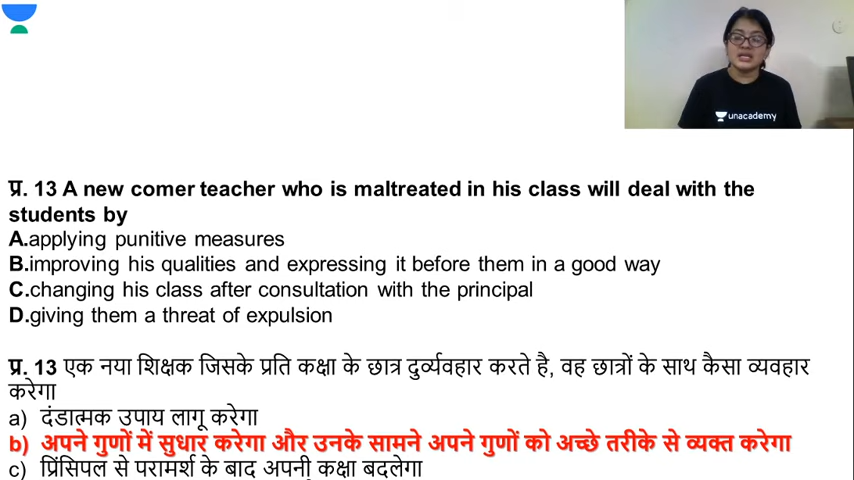 unacademy
प्र. 13 A new comer teacher who is maltreated in his class will deal with the
students by
A.applying punitive measures
B.improving his qualities and expressing it before them in a good way
C.changing his class after consultation with the principal
D.giving them a threat of expulsion
प्र. 13 एक नया शिक्षक जिसके प्रति कक्षा के छात्र दुर्व्यवहार करते है, वह छात्रों के साथ कैसा व्यवहार
करेगा
a) दंडात्मक उपाय लागू करेगा
b) अपने गुणों में सुधार करेगा और उनके सामने अपने गुणों को अच्छे तरीके से व्यक्त करेगा
c) प्रिंसिपल से परामर्श के बाद अपनी कक्षा बदलेगा